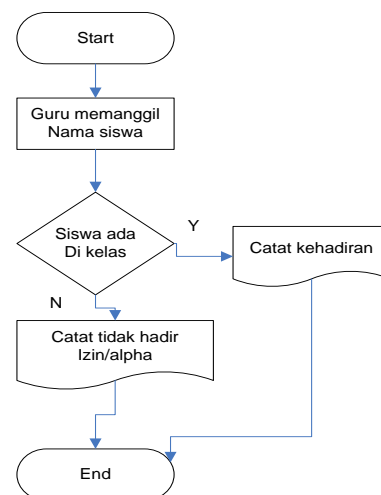 Start
Guru memanggil
Nama siswa
Siswa ada
Di kelas
Y
Catat kehadiran
N
Catat tidak hadir
Izin/alpha
End